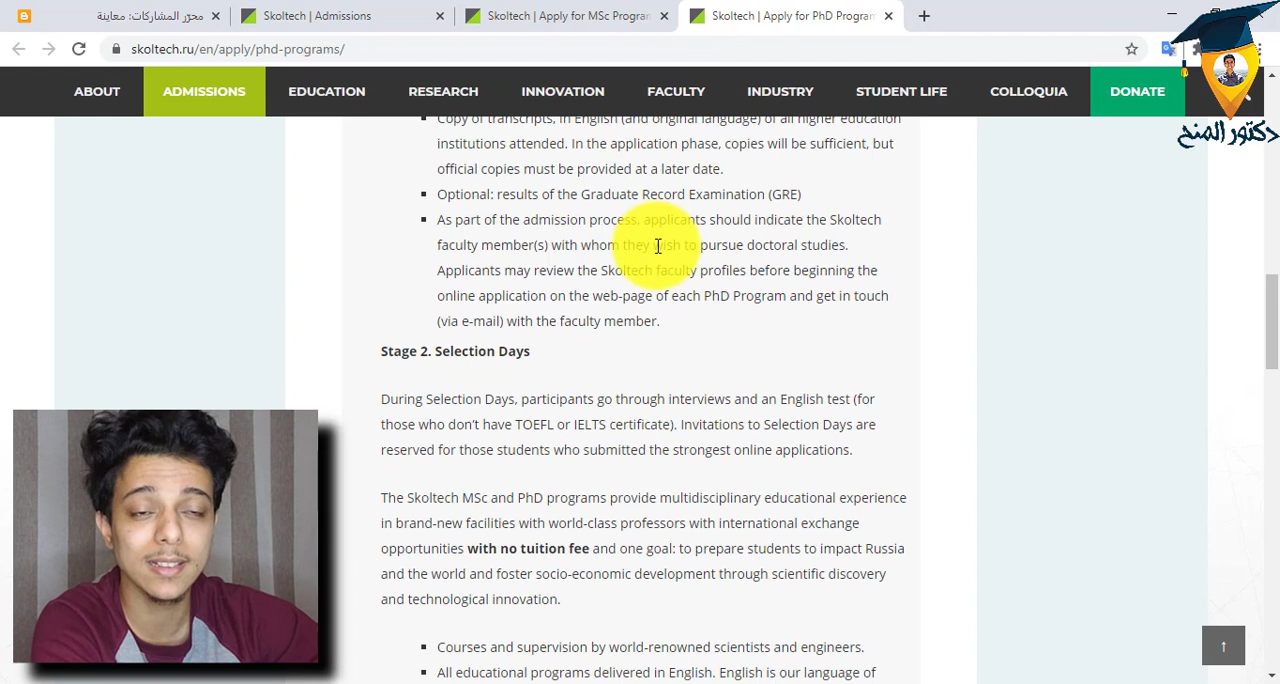 محرّر المشاركات: معاينة
Skoltech | Admissions
Skoltech | Apply for MSc Program
Skoltech | Apply for PhD Program
skoltech.ru/en/apply/phd-programs/
دكتور المنح
ABOUT
ADMISSIONS
EDUCATION
RESEARCH
INNOVATION
FACULTY
INDUSTRY
STUDENT LIFE
COLLOQUIA
DONATE
Copy of transcripts, in English (and original language) of all higher education
institutions attended. In the application phase, copies will be sufficient, but
official copies must be provided at a later date.
Optional: results of the Graduate Record Examination (GRE)
As part of the admission process, applicants should indicate the Skoltech
faculty member(s) with whom they wish to pursue doctoral studies.
Applicants may review the Skoltech faculty profiles before beginning the
online application on the web-page of each PhD Program and get in touch
(via e-mail) with the faculty member.
Stage 2. Selection Days
During Selection Days, participants go through interviews and an English test (for
those who don't have TOEFL or IELTS certificate). Invitations to Selection Days are
reserved for those students who submitted the strongest online applications.
The Skoltech MSc and PhD programs provide multidisciplinary educational experience
in brand-new facilities with world-class professors with international exchange
opportunities with no tuition fee and one goal: to prepare students to impact Russia
and the world and foster socio-economic development through scientific discovery
and technological innovation.
Courses and supervision by world-renowned scientists and engineers.
All educational programs delivered in English. English is our language of